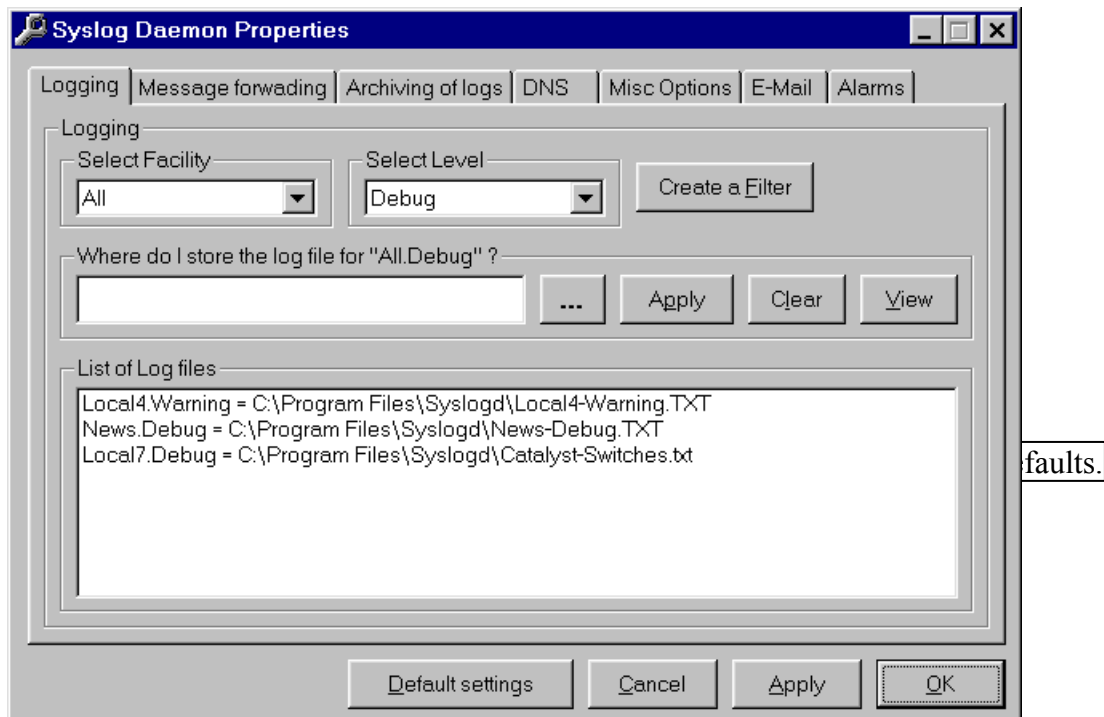 Syslog Daemon Properties
Logging Message forwading Archiving of logs DNS Misc Options E-Mail Alarms
Logging
Select Facility Select Level
All Debug Create a Filter
Where do I store the log file for "All.Debug" ?
... Apply Clear View
List of Log files
Local4.Warning = C:\Program Files\Syslogd\Local4-Warning.TXT
News.Debug = C:\Program Files\Syslogd\News-Debug.TXT
Local7.Debug = C:\Program Files\Syslogd\Catalyst-Switches.txt
faults.
Default settings Cancel Apply OK